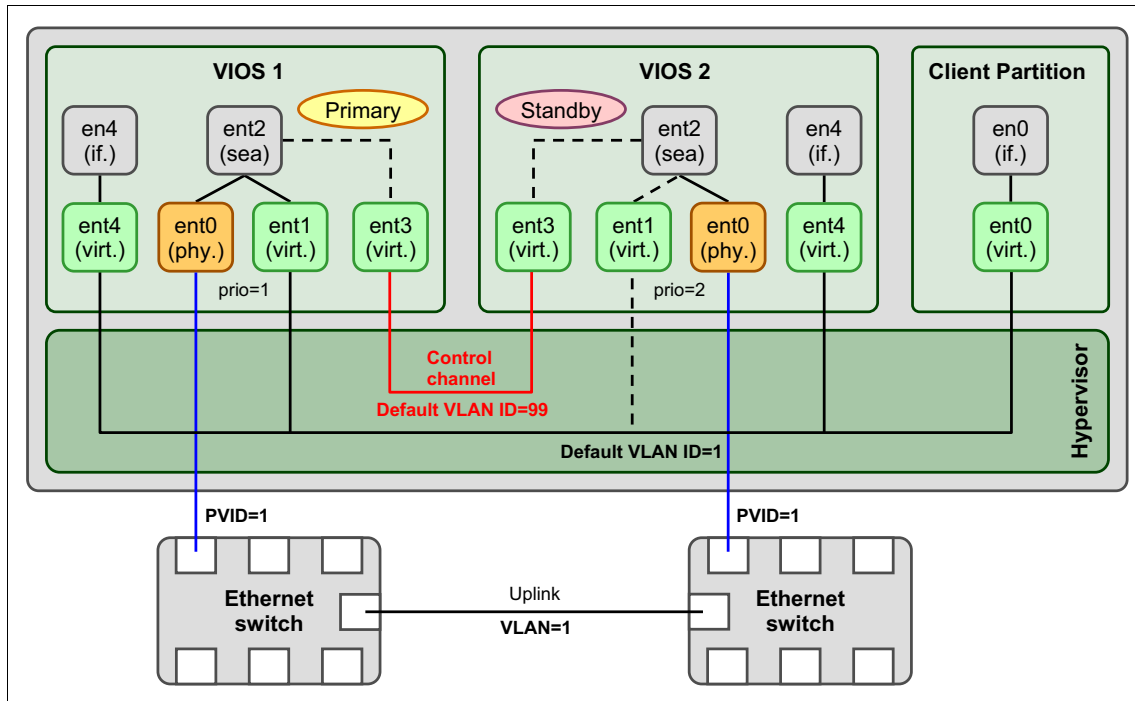 VIOS 1
Primary
en4
(if.)
ent2
(sea)
ent4
(virt.)
ent0
(phy.)
ent1
(virt.)
ent3
(virt.)
prio=1
VIOS 2
Standby
ent2
(sea)
en4
(if.)
ent3
(virt.)
ent1
(virt.)
ent0
(phy.)
ent4
(virt.)
prio=2
Client Partition
en0
(if.)
ent0
(virt.)
Control
channel
Default VLAN ID=99
Default VLAN ID=1
Hypervisor
PVID=1
PVID=1
Ethernet
switch
Uplink
VLAN=1
Ethernet
switch